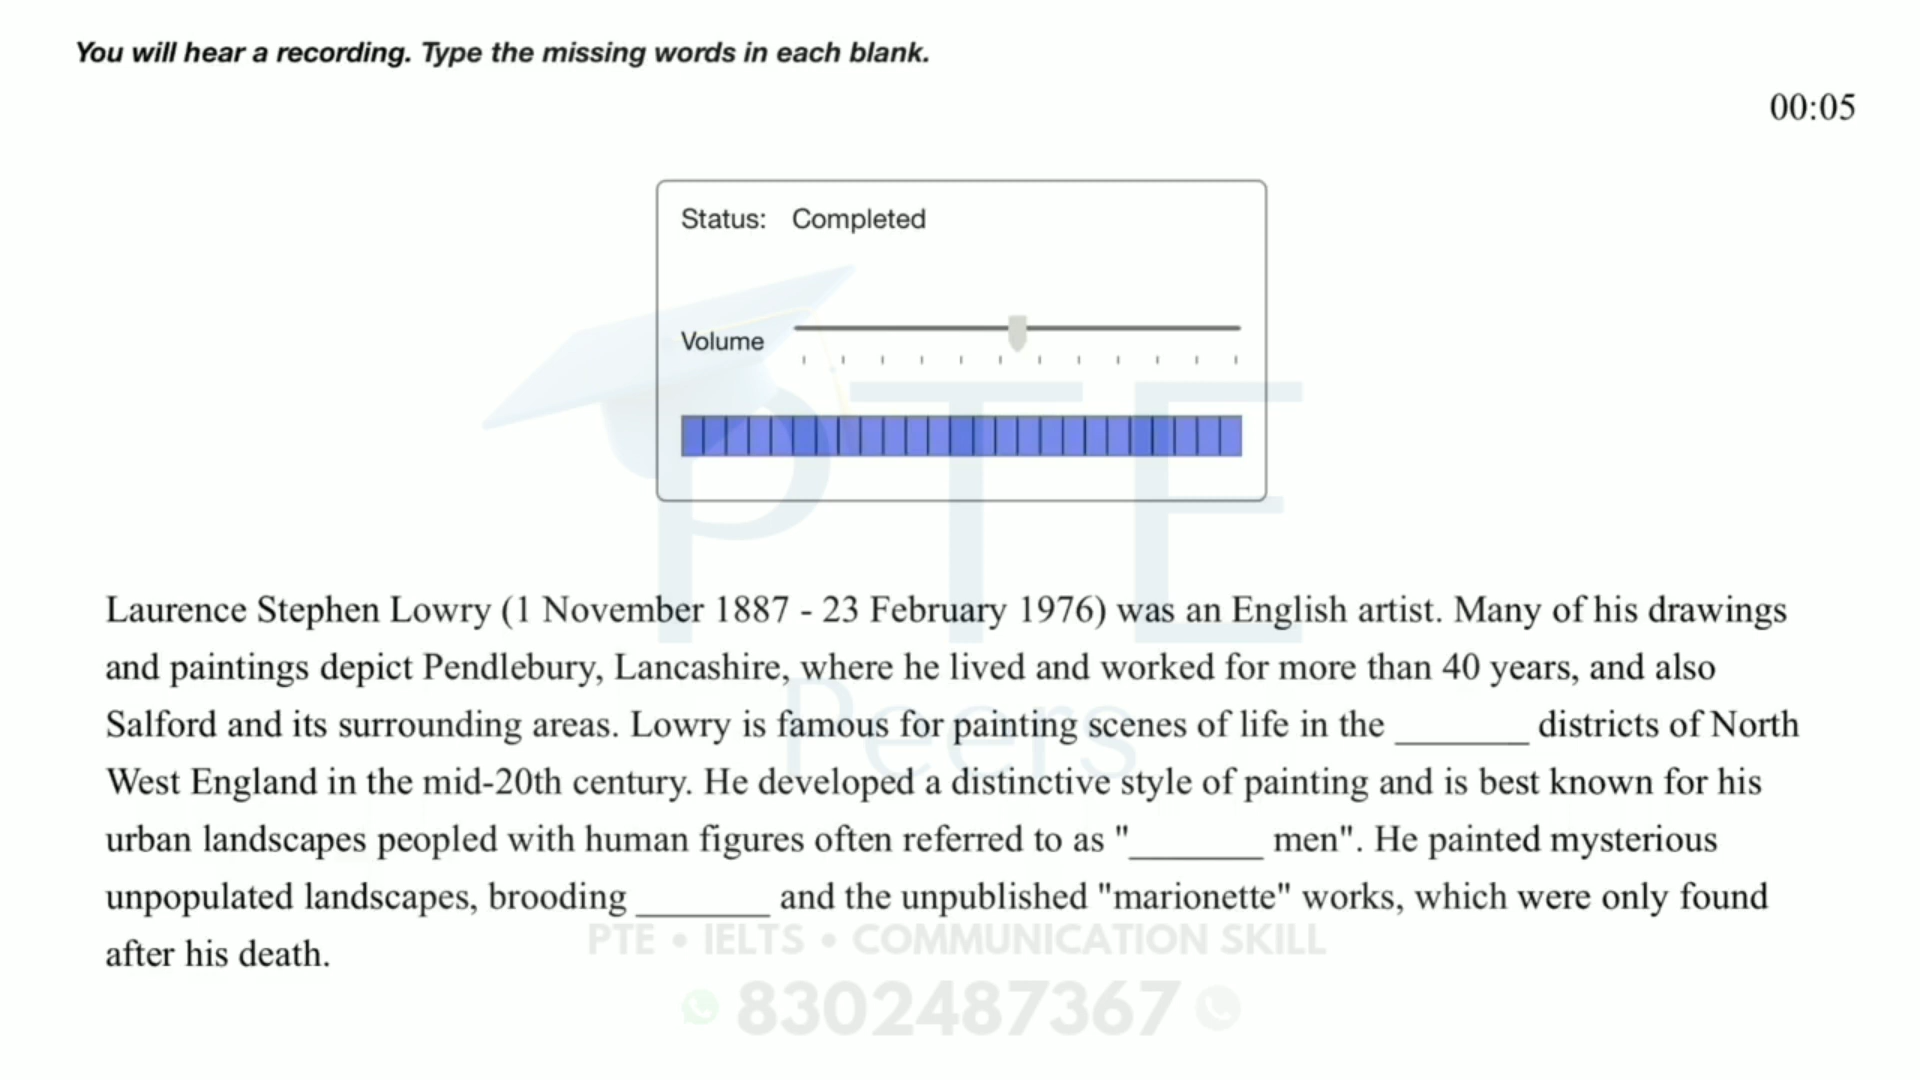 You will hear a recording. Type the missing words in each blank.
00:05
Status: Completed
Volume
PTE
Peers
Laurence Stephen Lowry (1 November 1887 - 23 February 1976) was an English artist. Many of his drawings
and paintings depict Pendlebury, Lancashire, where he lived and worked for more than 40 years, and also
Salford and its surrounding areas. Lowry is famous for painting scenes of life in the _______ districts of North
West England in the mid-20th century. He developed a distinctive style of painting and is best known for his
urban landscapes peopled with human figures often referred to as "_______ men". He painted mysterious
unpopulated landscapes, brooding _______ and the unpublished "marionette" works, which were only found
after his death.
PTE • IELTS • COMMUNICATION SKILL
8302487367